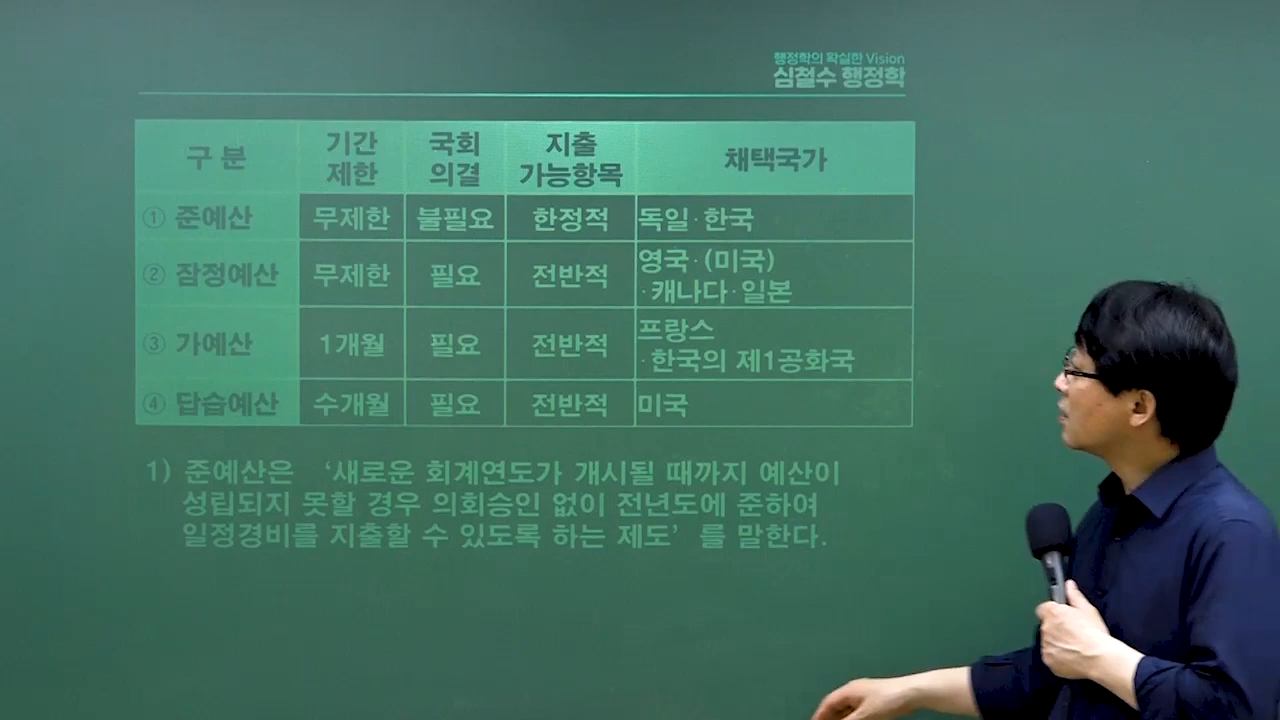 행정학의 확실한 Vision
심철수 행정학
구 분 기간 제한 국회 의결 지출 가능항목 채택국가
① 준예산 무제한 불필요 한정적 독일·한국
② 잠정예산 무제한 필요 전반적 영국·(미국)
·캐나다·일본
③ 가예산 1개월 필요 전반적 프랑스
·한국의 제1공화국
④ 답습예산 수개월 필요 전반적 미국
1) 준예산은 ‘새로운 회계연도가 개시될 때까지 예산이
성립되지 못할 경우 의회승인 없이 전년도에 준하여
일정경비를 지출할 수 있도록 하는 제도’ 를 말한다.